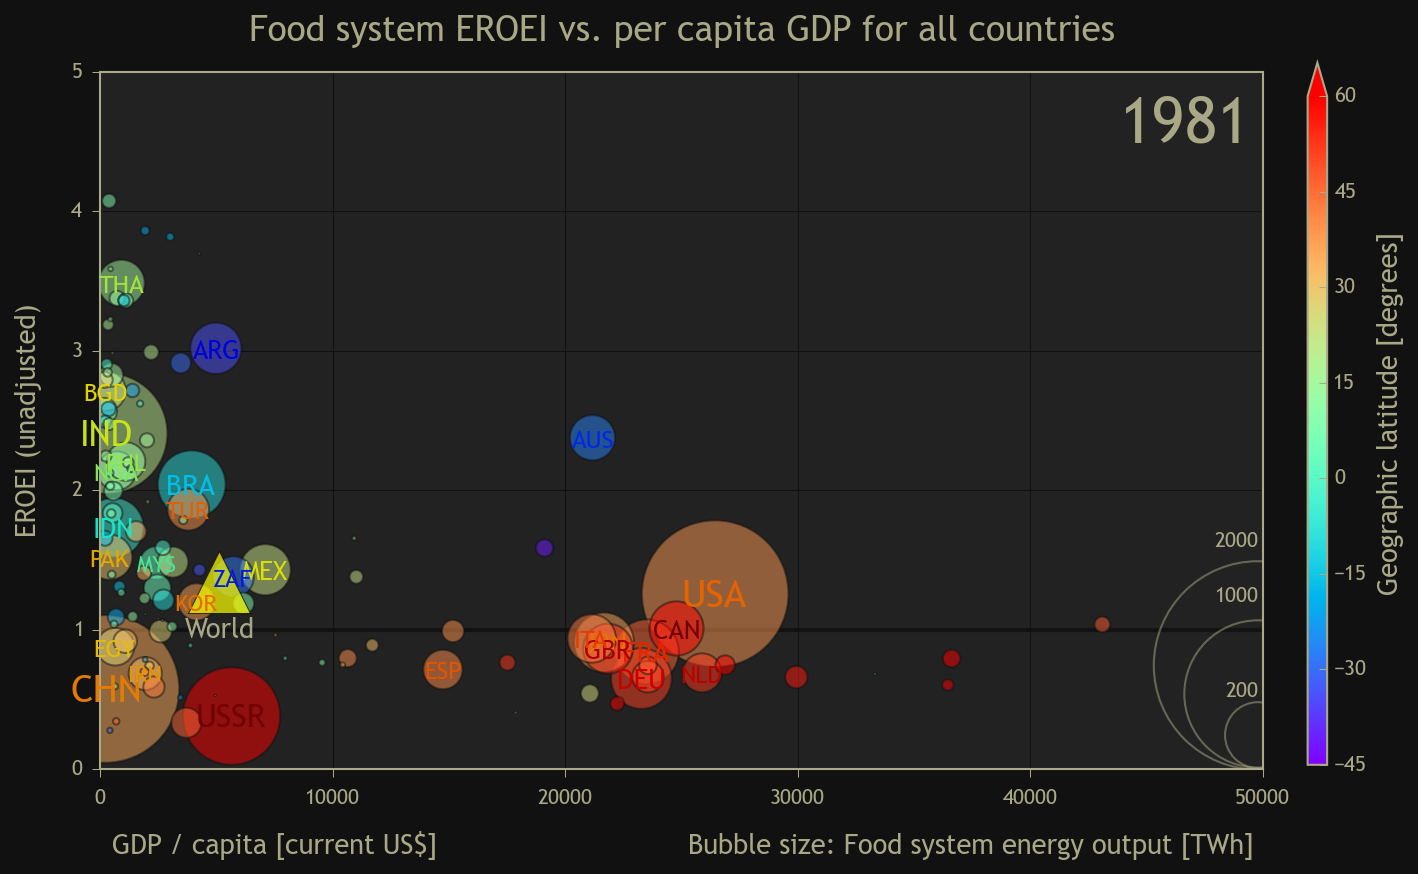 Food system EROEI vs. per capita GDP for all countries
1981
EROEI (unadjusted)
5
4
3
2
1
0
THA
ARG
BGD
IND
AUS
BRA
TUR
IDN
PAK
MYS
ZAF
MEX
KOR
World
USA
CAN
ITA
GBR
DEU
NLD
ESP
EGY
CHN
USSR
2000
1000
200
0
10000
20000
30000
40000
50000
GDP / capita [current US$]
Bubble size: Food system energy output [TWh]
60
45
30
15
0
−15
−30
−45
Geographic latitude [degrees]